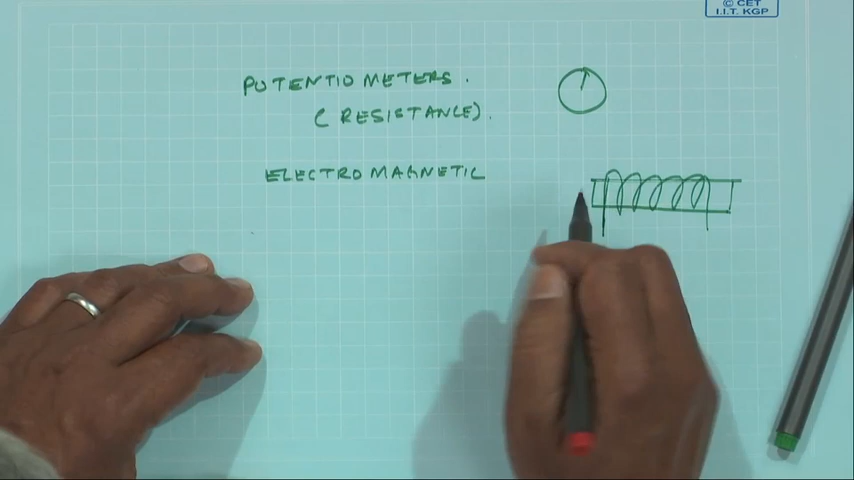 © CET
I.I.T. KGP
POTENTIOMETERS.
(RESISTANCE).
ELECTROMAGNETIC